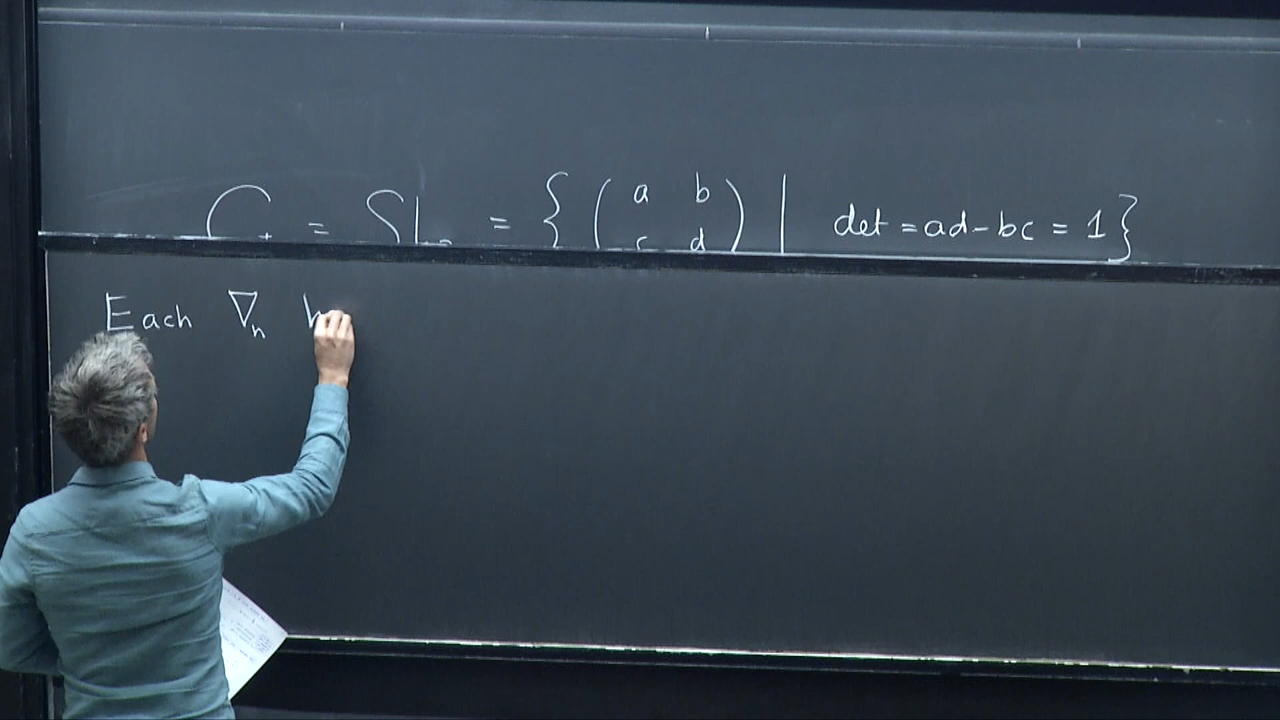 G = SL₂ = { ( a b c d ) | det = ad - bc = 1 }
Each ∇ₙ h